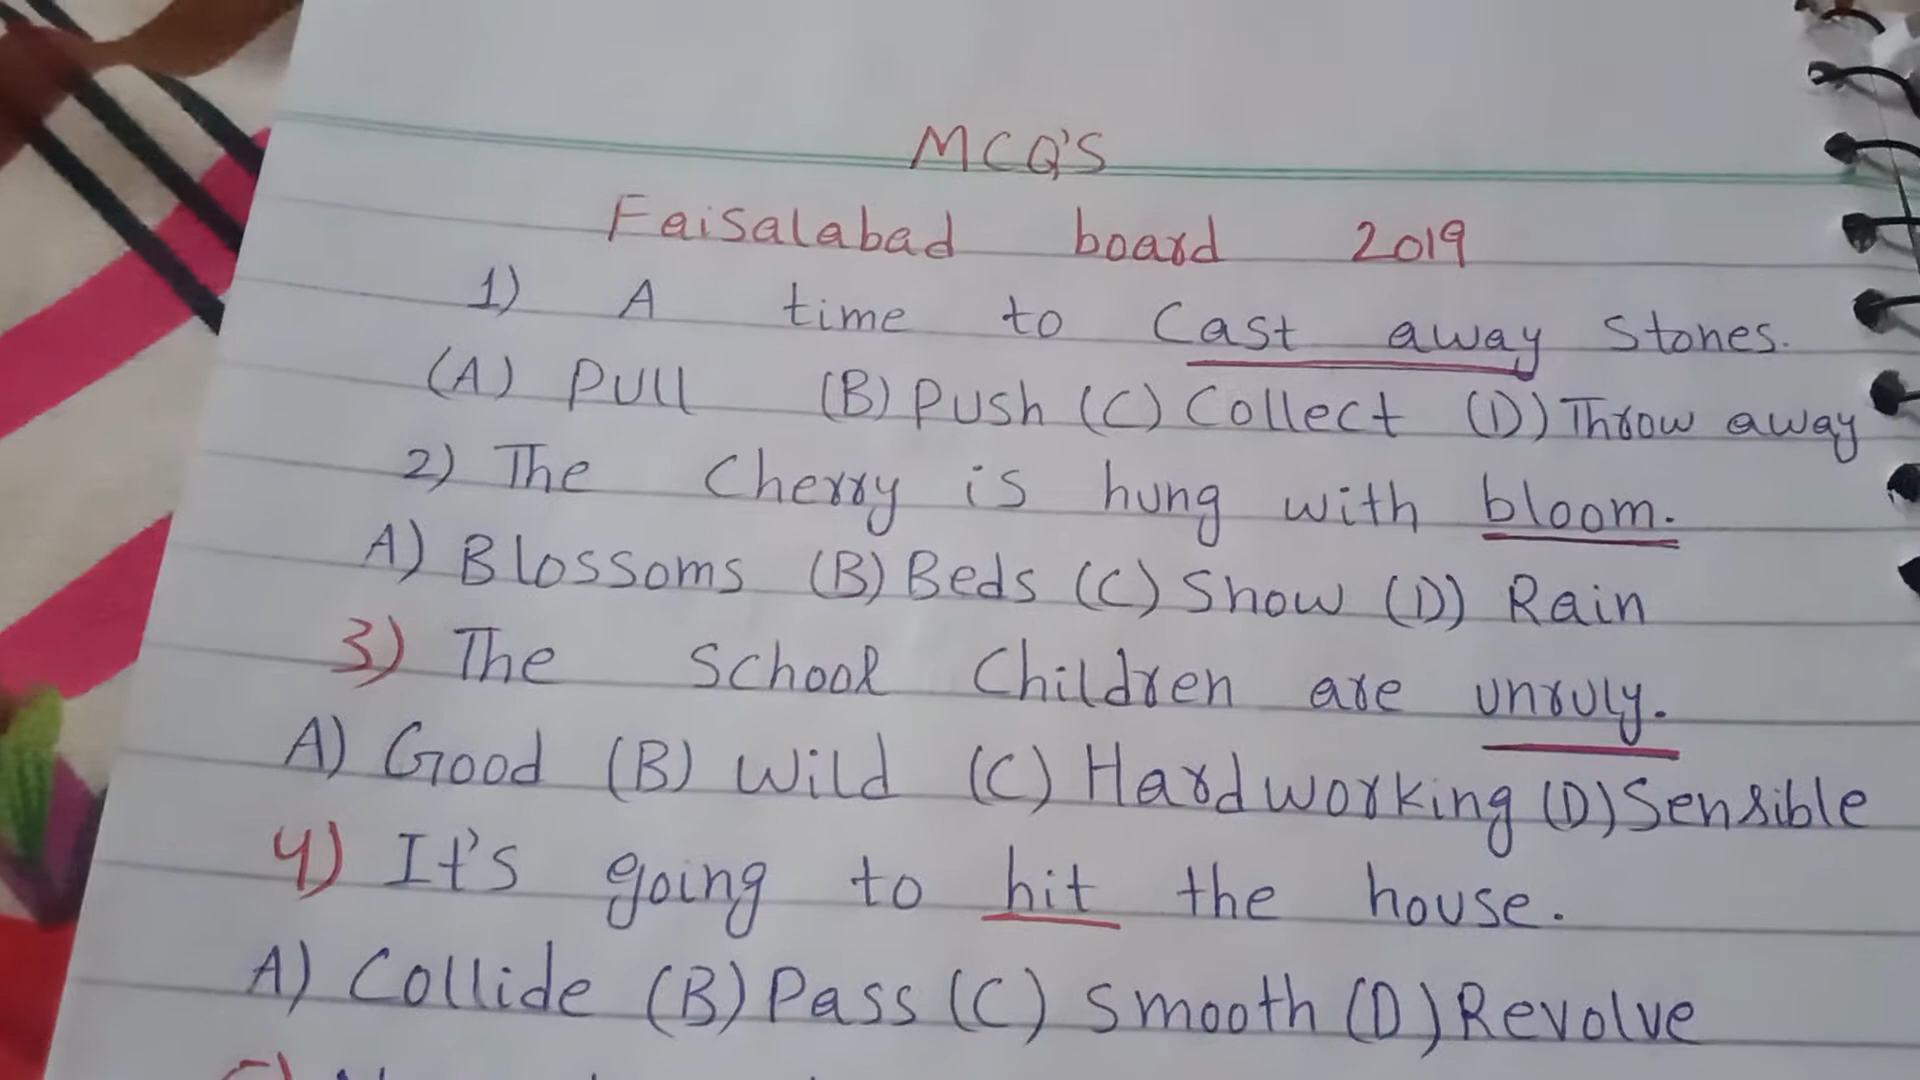 MCQ'S
Faisalabad board 2019
1) A time to Cast away Stones.
(A) PULL (B) Push (C) Collect (D) Throw away
2) The Cherry is hung with bloom.
A) Blossoms (B) Beds (C) Show (D) Rain
3) The School Children are unruly.
A) Good (B) Wild (C) Hardworking (D) Sensible
4) It's going to hit the house.
A) Collide (B) Pass (C) Smooth (D) Revolve